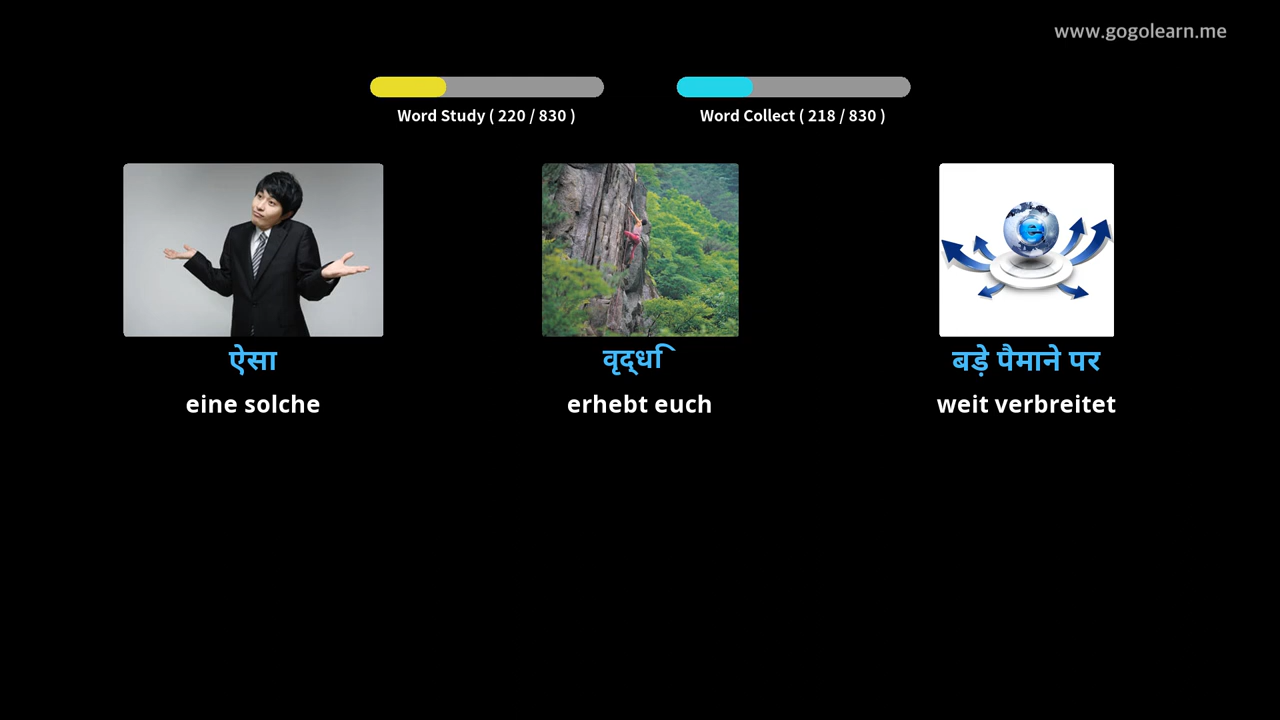 www.gogolearn.me
Word Study ( 220 / 830 )
Word Collect ( 218 / 830 )
ऐसा
वृद्धि
बड़े पैमाने पर
eine solche
erhebt euch
weit verbreitet